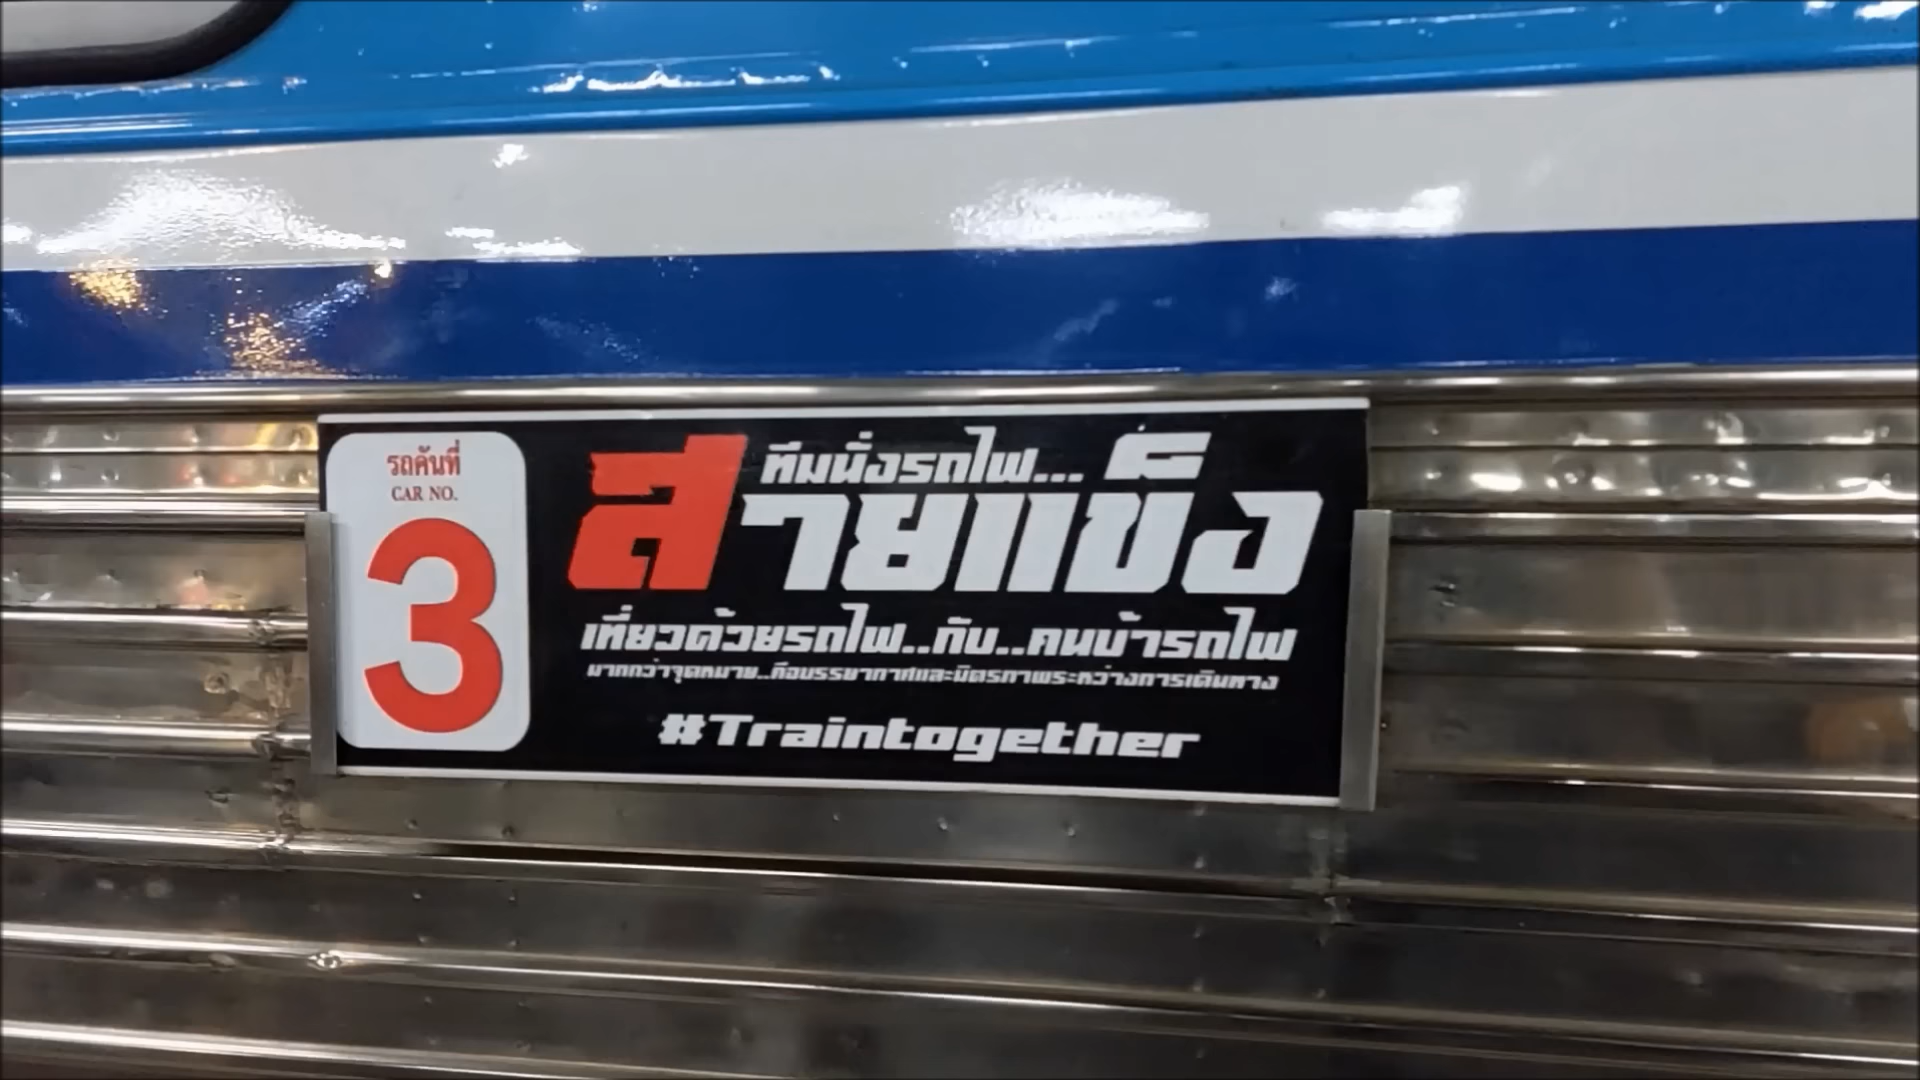 รถคันที่
CAR NO.
3
ทีมนั่งรถไฟ...
สายแข็ง
เที่ยวด้วยรถไฟ..กับ..คนบ้ารถไฟ
มากกว่าจุดหมาย..คือบรรยากาศและมิตรภาพระหว่างการเดินทาง
#Traintogether